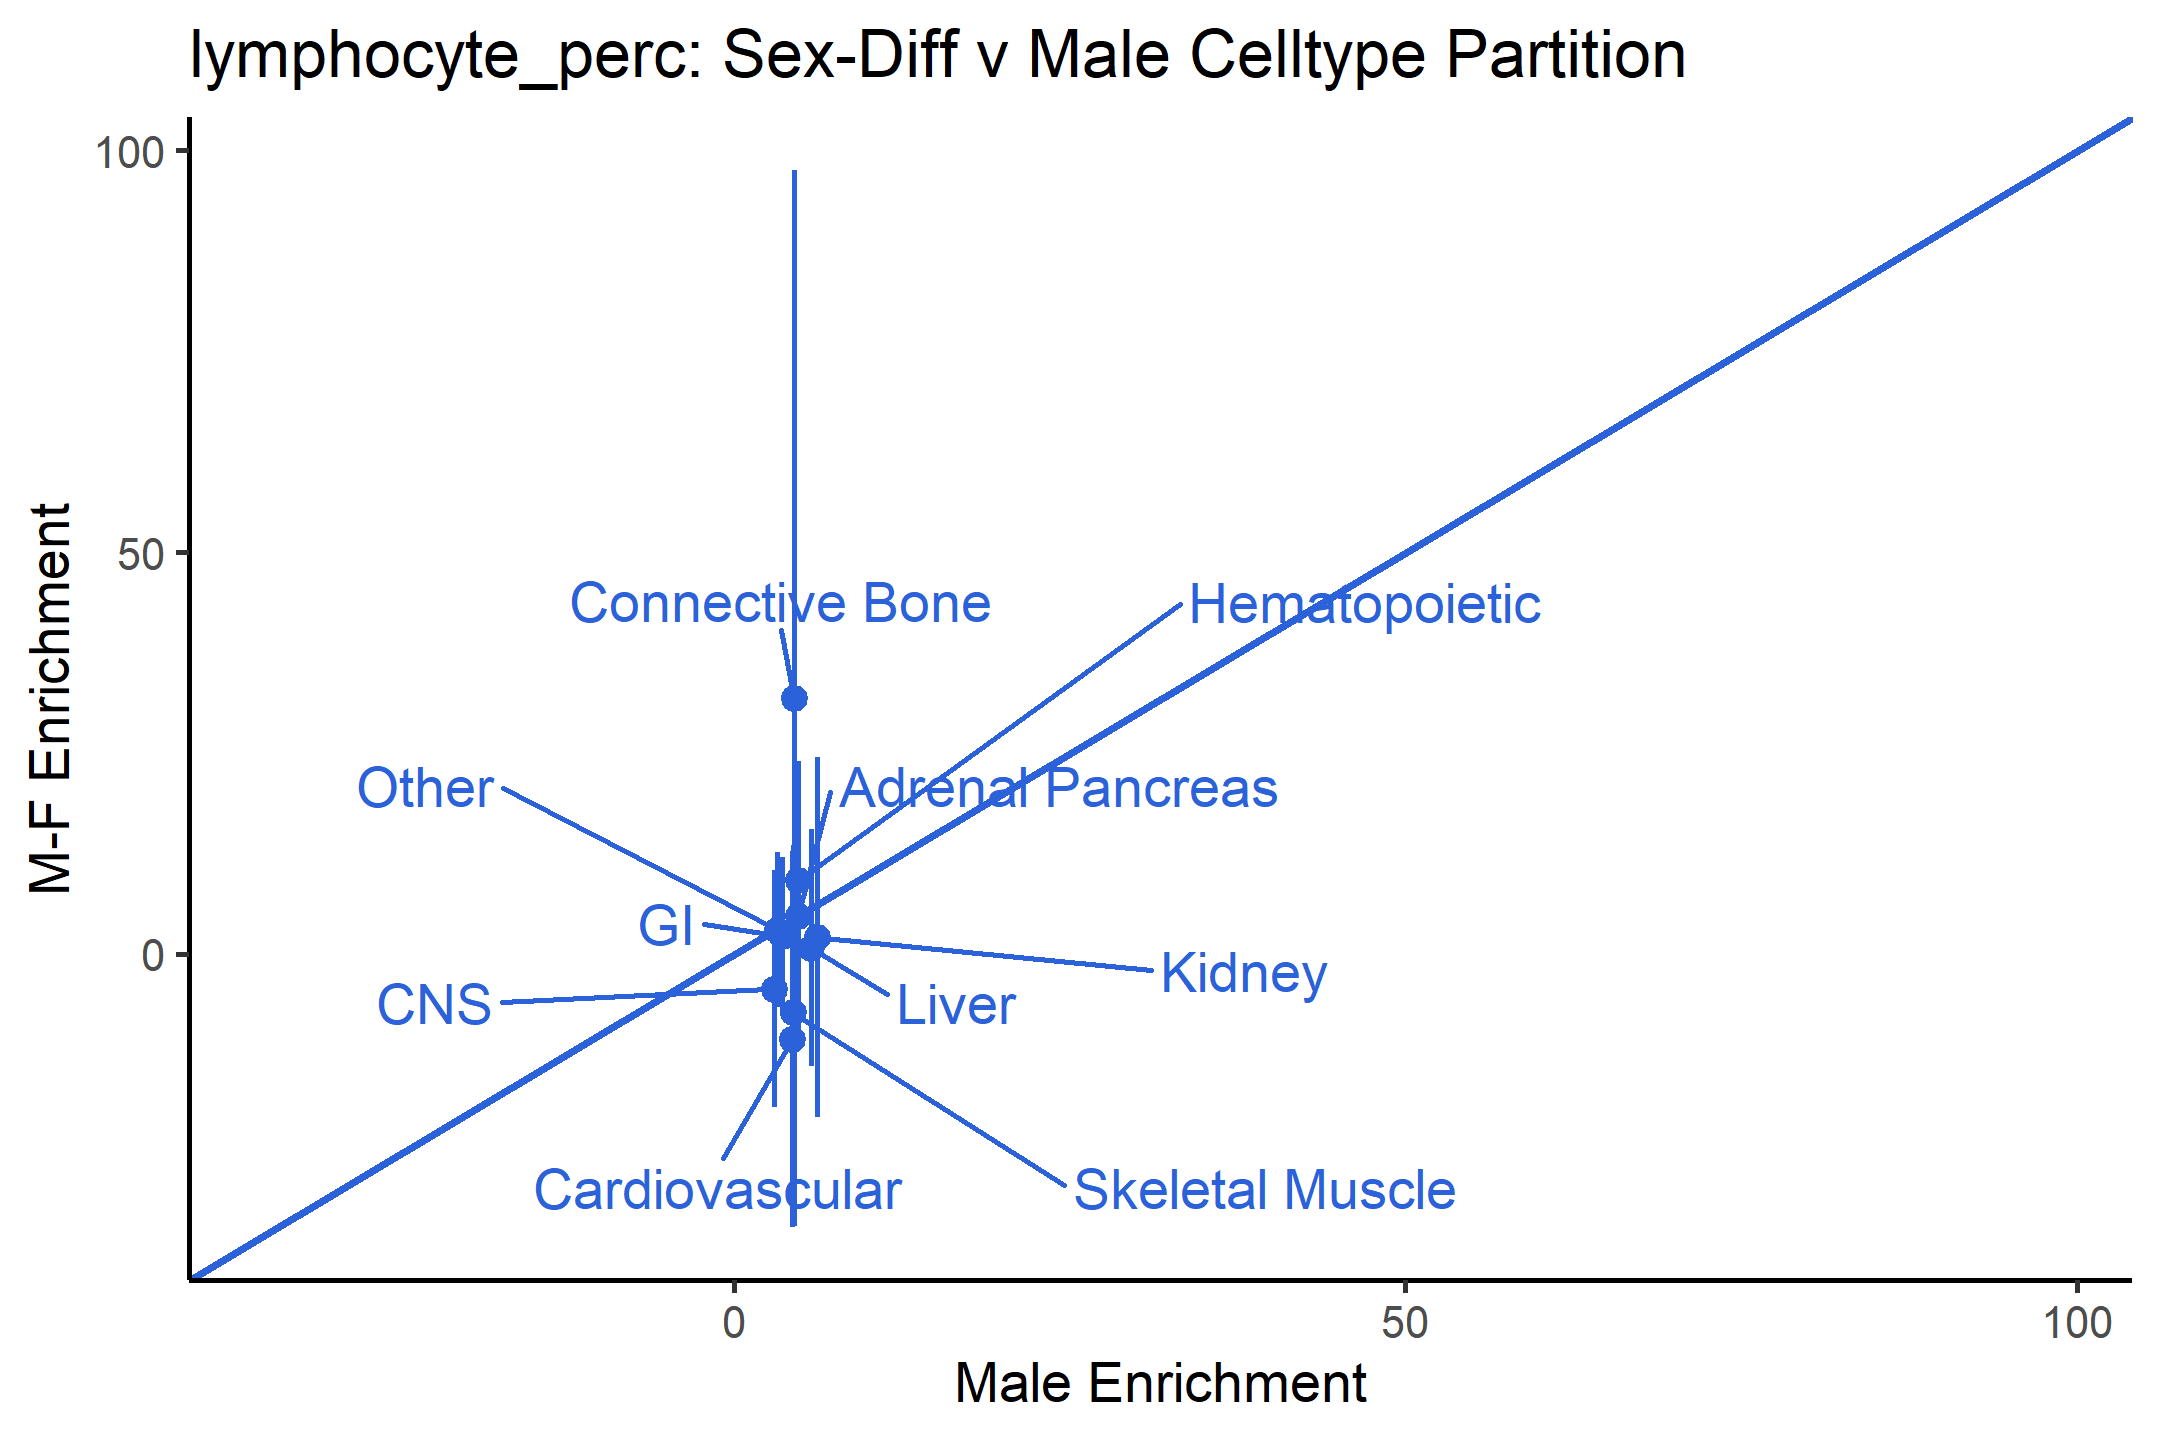 lymphocyte_perc: Sex-Diff v Male Celltype Partition
100
50
0
M-F Enrichment
Connective Bone
Hematopoietic
Other
Adrenal Pancreas
GI
Kidney
CNS
Liver
Cardiovascular
Skeletal Muscle
0
50
100
Male Enrichment